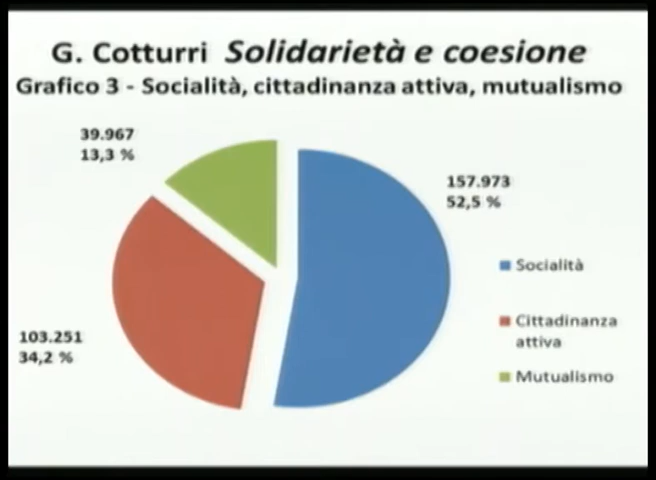 G. Cotturri Solidarietà e coesione
Grafico 3 - Socialità, cittadinanza attiva, mutualismo
39.967
13,3 %
157.973
52,5 %
Socialità
Cittadinanza
attiva
103.251
34,2 %
Mutualismo